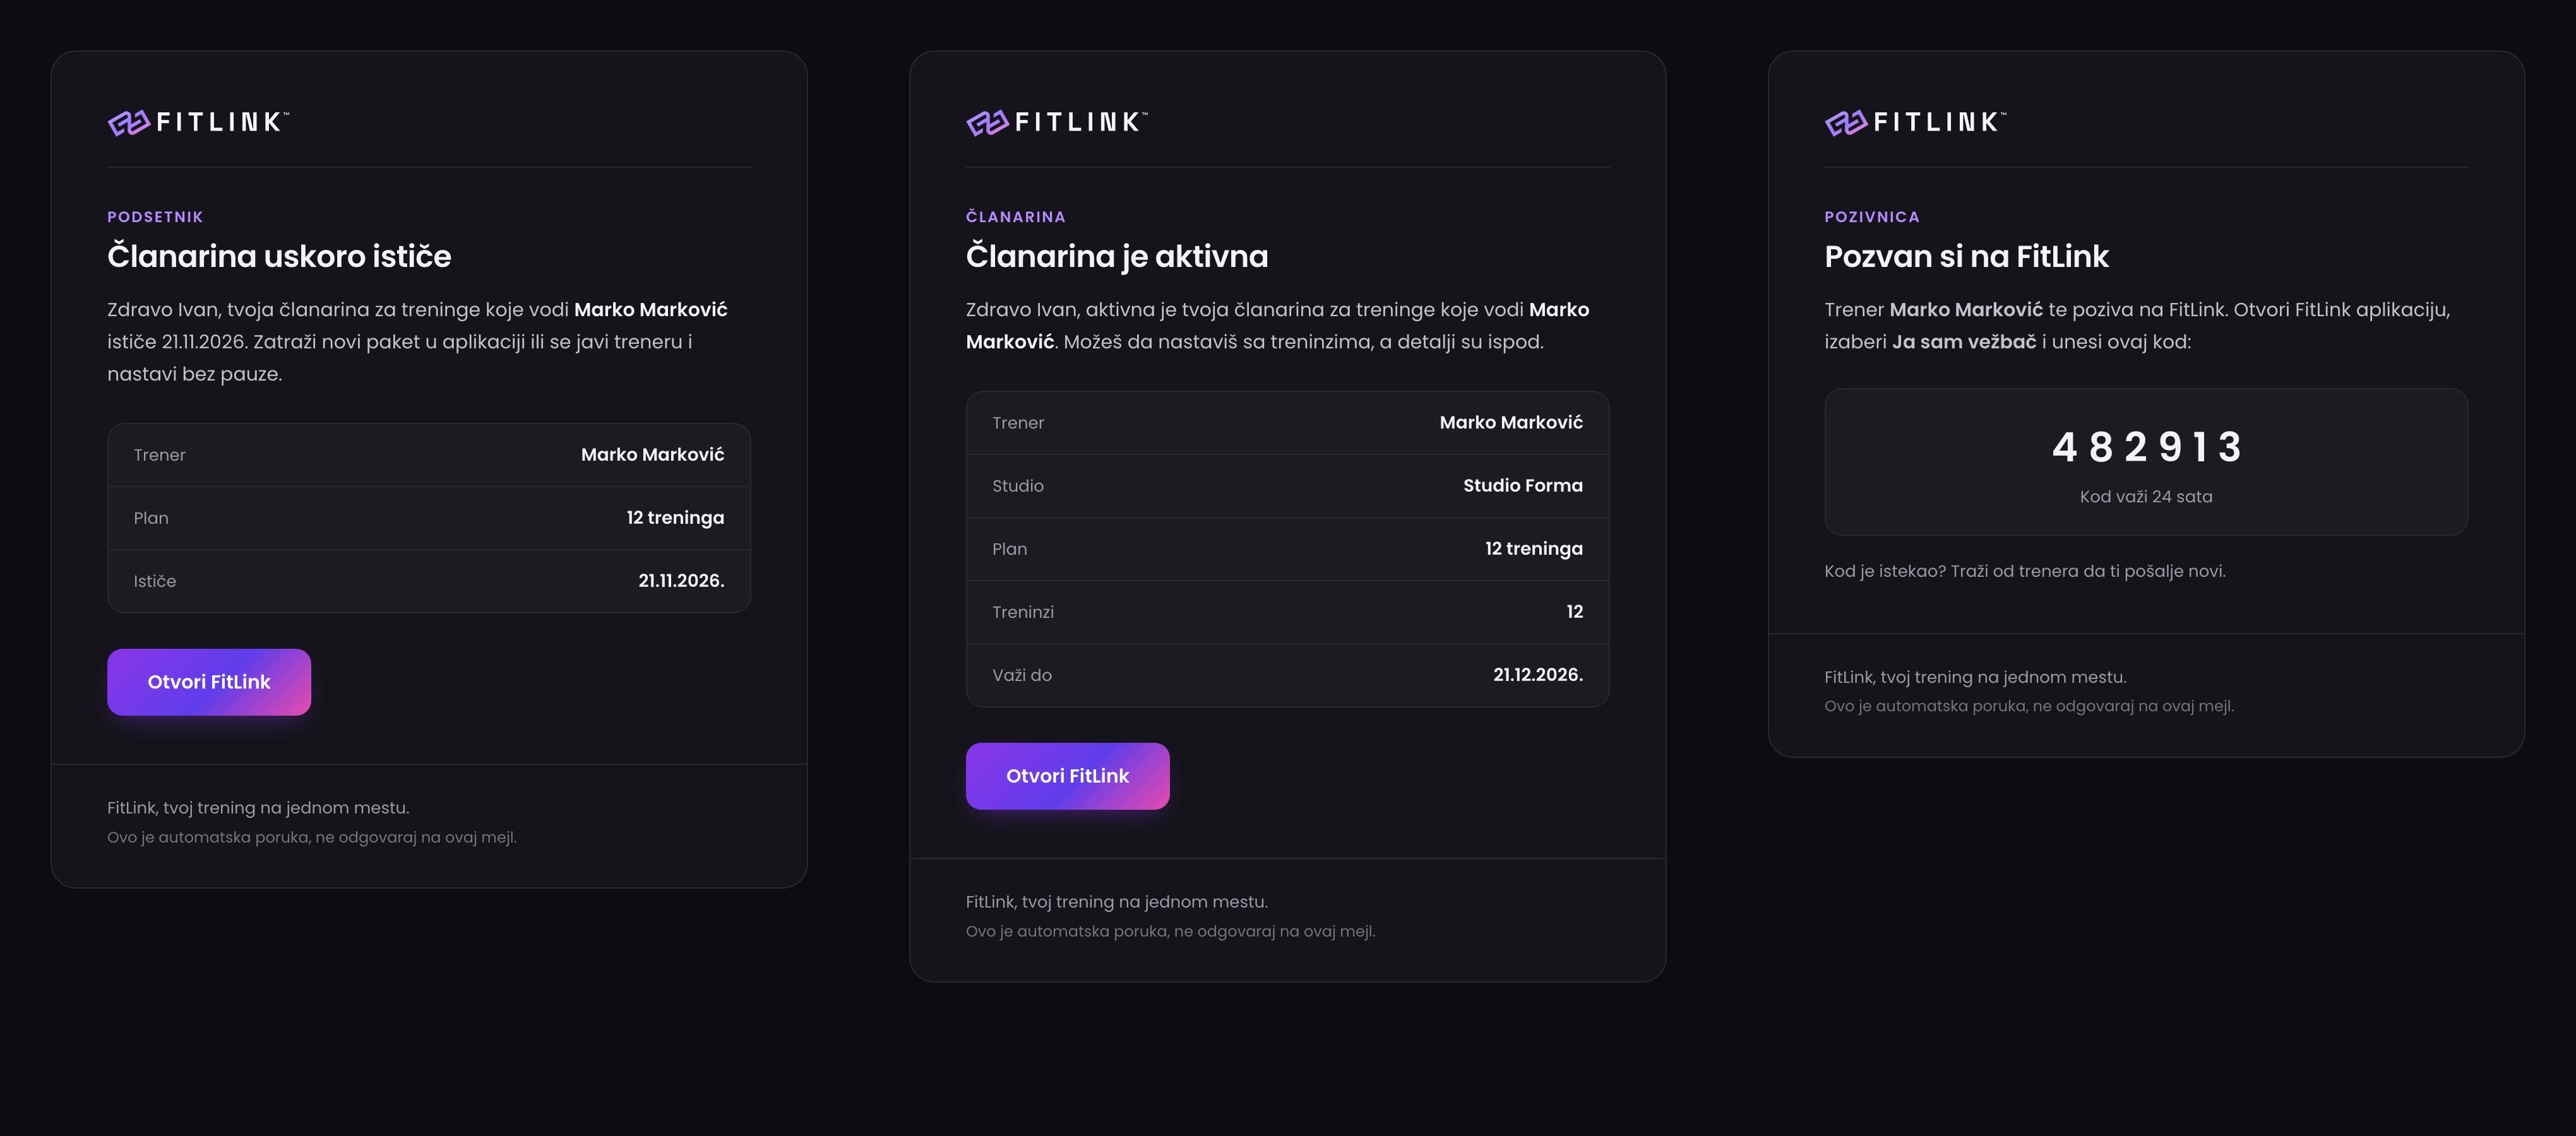 FITLINK™
PODSETNIK
Članarina uskoro ističe
Zdravo Ivan, tvoja članarina za treninge koje vodi Marko Marković
ističe 21.11.2026. Zatraži novi paket u aplikaciji ili se javi treneru i
nastavi bez pauze.
Trener Marko Marković
Plan 12 treninga
Ističe 21.11.2026.
Otvori FitLink
FitLink, tvoj trening na jednom mestu.
Ovo je automatska poruka, ne odgovaraj na ovaj mejl.
FITLINK™
ČLANARINA
Članarina je aktivna
Zdravo Ivan, aktivna je tvoja članarina za treninge koje vodi Marko
Marković. Možeš da nastaviš sa treninzima, a detalji su ispod.
Trener Marko Marković
Studio Studio Forma
Plan 12 treninga
Treninzi 12
Važi do 21.12.2026.
Otvori FitLink
FitLink, tvoj trening na jednom mestu.
Ovo je automatska poruka, ne odgovaraj na ovaj mejl.
FITLINK™
POZIVNICA
Pozvan si na FitLink
Trener Marko Marković te poziva na FitLink. Otvori FitLink aplikaciju,
izaberi Ja sam vežbač i unesi ovaj kod:
482913
Kod važi 24 sata
Kod je istekao? Traži od trenera da ti pošalje novi.
FitLink, tvoj trening na jednom mestu.
Ovo je automatska poruka, ne odgovaraj na ovaj mejl.